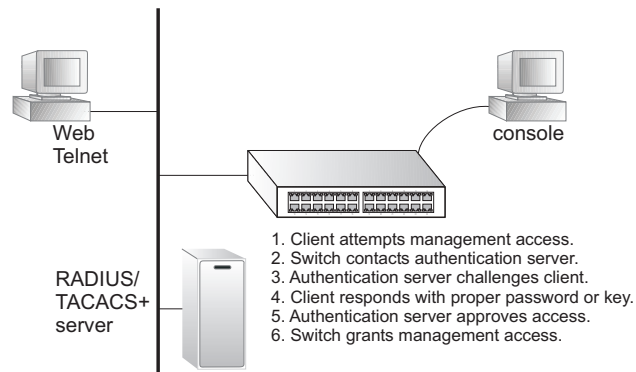 Web
Telnet
console
1. Client attempts management access.
2. Switch contacts authentication server.
3. Authentication server challenges client.
4. Client responds with proper password or key.
5. Authentication server approves access.
6. Switch grants management access.
RADIUS/
TACACS+
server